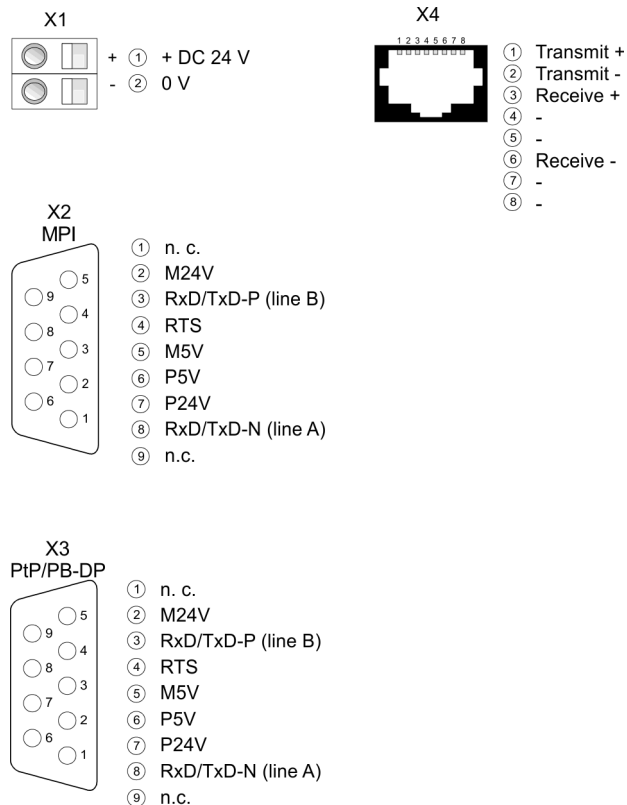 X1
+ 1 + DC 24 V
- 2 0 V
X4
1 2 3 4 5 6 7 8
1 Transmit +
2 Transmit -
3 Receive +
4 -
5 -
6 Receive -
7 -
8 -
X2
MPI
5
9
4
8
3
7
2
6
1
1 n. c.
2 M24V
3 RxD/TxD-P (line B)
4 RTS
5 M5V
6 P5V
7 P24V
8 RxD/TxD-N (line A)
9 n.c.
X3
PtP/PB-DP
5
9
4
8
3
7
2
6
1
1 n. c.
2 M24V
3 RxD/TxD-P (line B)
4 RTS
5 M5V
6 P5V
7 P24V
8 RxD/TxD-N (line A)
9 n.c.